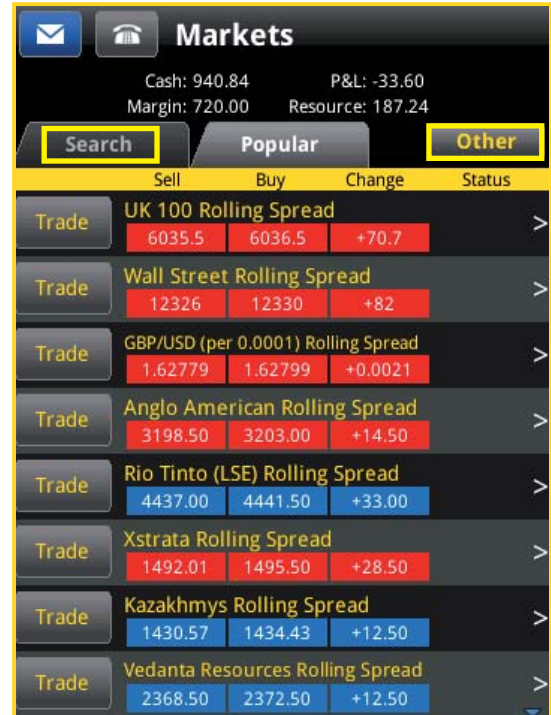 Markets
Cash: 940.84 P&L: -33.60
Margin: 720.00 Resource: 187.24
Search Popular Other
Sell Buy Change Status
Trade UK 100 Rolling Spread >
6035.5 6036.5 +70.7
Trade Wall Street Rolling Spread >
12326 12330 +82
Trade GBP/USD (per 0.0001) Rolling Spread >
1.62779 1.62799 +0.0021
Trade Anglo American Rolling Spread >
3198.50 3203.00 +14.50
Trade Rio Tinto (LSE) Rolling Spread >
4437.00 4441.50 +33.00
Trade Xstrata Rolling Spread >
1492.01 1495.50 +28.50
Trade Kazakhmys Rolling Spread >
1430.57 1434.43 +12.50
Trade Vedanta Resources Rolling Spread >
2368.50 2372.50 +12.50